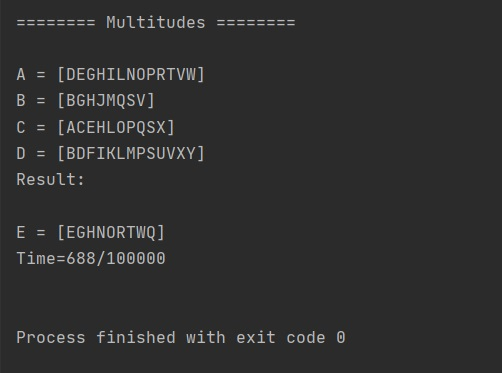 ======== Multitudes ========
A = [DEGHILNOPRTVW]
B = [BGHJMQSV]
C = [ACEHLOPQSX]
D = [BDFIKLMPSUVXY]
Result:
E = [EGHNORTWQ]
Time=688/100000
Process finished with exit code 0